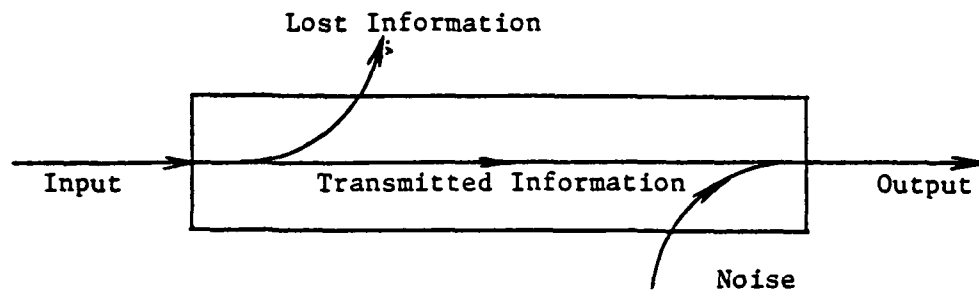 Lost Information
Input
Transmitted Information
Output
Noise